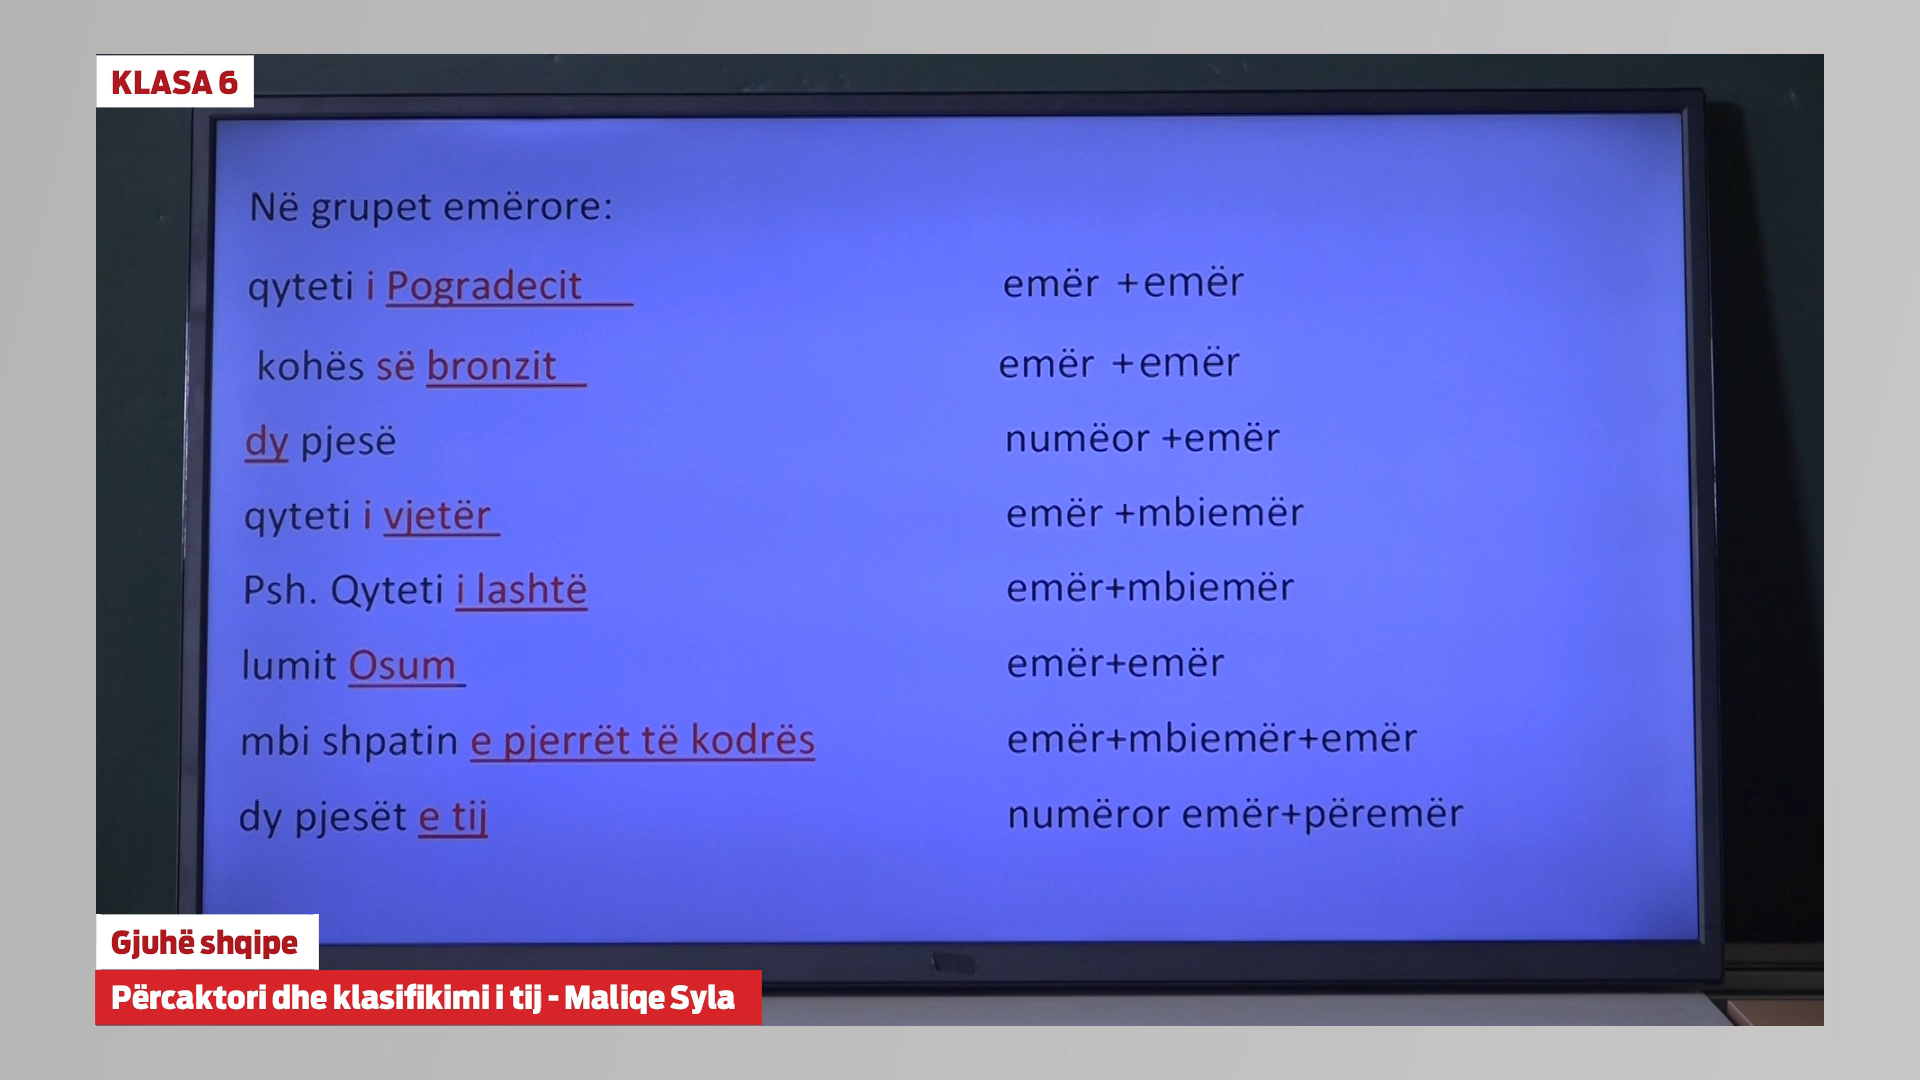 KLASA 6
Në grupet emërore:
qyteti i Pogradecit emër +emër
kohës së bronzit emër +emër
dy pjesë numëor +emër
qyteti i vjetër emër +mbiemër
Psh. Qyteti i lashtë emër+mbiemër
lumit Osum emër+emër
mbi shpatin e pjerrët të kodrës emër+mbiemër+emër
dy pjesët e tij numëror emër+përemër
Gjuhë shqipe
Përcaktori dhe klasifikimi i tij - Maliqe Syla